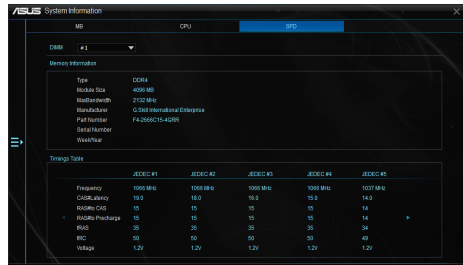 ASUS System Information
MB CPU SPD
DIMM #1
Memory Information
Type DDR4
Module Size 4096 MB
MaxBandwidth 2132 MHz
Manufacturer G.Skill International Enterprise
Part Number F4-2666C15-4GRR
Serial Number
Week/Year
Timings Table
JEDEC #1 JEDEC #2 JEDEC #3 JEDEC #4 JEDEC #5
Frequency 1066 MHz 1066 MHz 1066 MHz 1066 MHz 1037 MHz
CAS#Latency 19.0 18.0 16.0 15.0 14.0
RAS#to CAS 15 15 15 15 14
RAS#to Precharge 15 15 15 15 14
tRAS 35 35 35 35 34
tRC 50 50 50 50 49
Voltage 1.2V 1.2V 1.2V 1.2V 1.2V